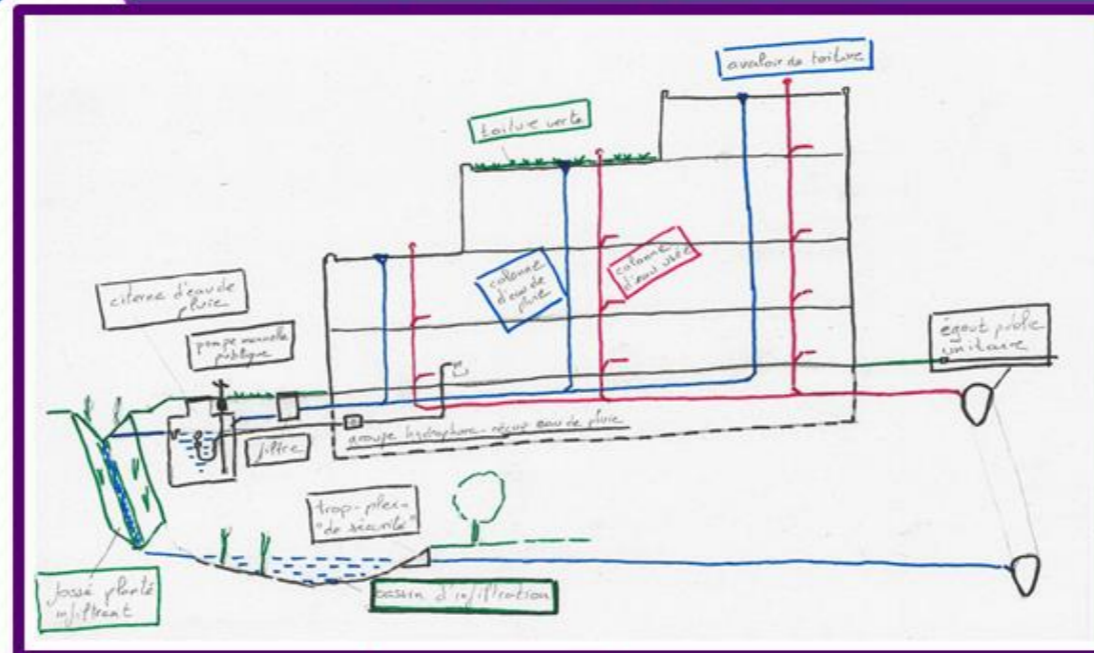 avaloir de toiture
toiture verte
citerne d'eau de
pluie
pompe manuelle
publique
colonne
d'eau de
pluie
colonne
d'eau usée
égout public
unitaire
filtre
groupe hydrophore - récup eau de pluie
trop-plein
"de sécurité"
fossé planté
infiltrant
bassin d'infiltration